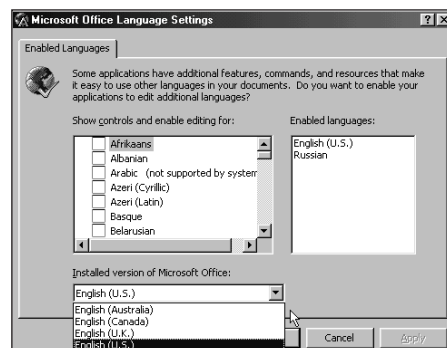 Microsoft Office Language Settings
Enabled Languages
Some applications have additional features, commands, and resources that make
it easy to use other languages in your documents. Do you want to enable your
applications to edit additional languages?
Show controls and enable editing for:
Enabled languages:
Afrikaans
Albanian
Arabic (not supported by system
Azeri (Cyrillic)
Azeri (Latin)
Basque
Belarusian
English (U.S.)
Russian
Installed version of Microsoft Office:
English (U.S.)
English (Australia)
English (Canada)
English (U.K.)
English (U.S.)
Cancel
Apply